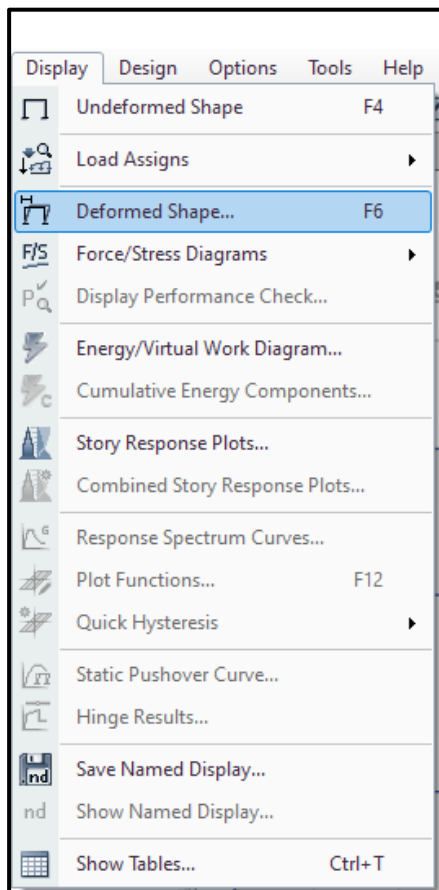 Display Design Options Tools Help
Undeformed Shape F4
Load Assigns
Deformed Shape... F6
F/S Force/Stress Diagrams
P Display Performance Check...
Energy/Virtual Work Diagram...
C Cumulative Energy Components...
Story Response Plots...
Combined Story Response Plots...
G Response Spectrum Curves...
Plot Functions... F12
Quick Hysteresis
Static Pushover Curve...
Hinge Results...
.nd Save Named Display...
nd Show Named Display...
Show Tables... Ctrl+T